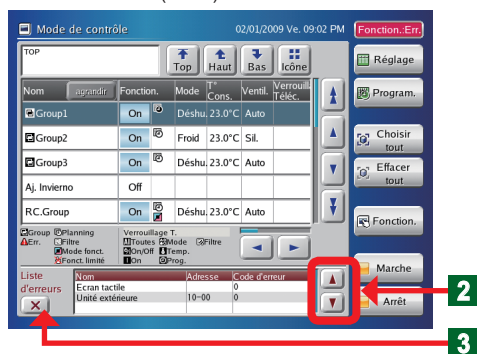 Mode de contrôle 02/01/2009 Ve. 09:02 PM Fonction.:Err.
TOP
Top Haut Bas Icône
Réglage
Program.
Choisir tout
Effacer tout
Fonction.
Marche
Arrêt
Nom agrandir Fonction. Mode T° Cons. Ventil. Verrouill. Téléc.
Group1 On Déshu. 23.0°C Auto
Group2 On Froid 23.0°C Sil.
Group3 On Déshu. 23.0°C Auto
Aj. Invierno Off
RC.Group On Déshu. 23.0°C Auto
Group Planning Verrouillage T.
Err. Filtre Toutes Mode Filtre
Mode fonct. On/Off Temp.
Fonct. limité On Prog.
Liste d'erreurs
Nom Adresse Code d'erreur
Ecran tactile 0
Unité extérieure 10-00 0
2
3